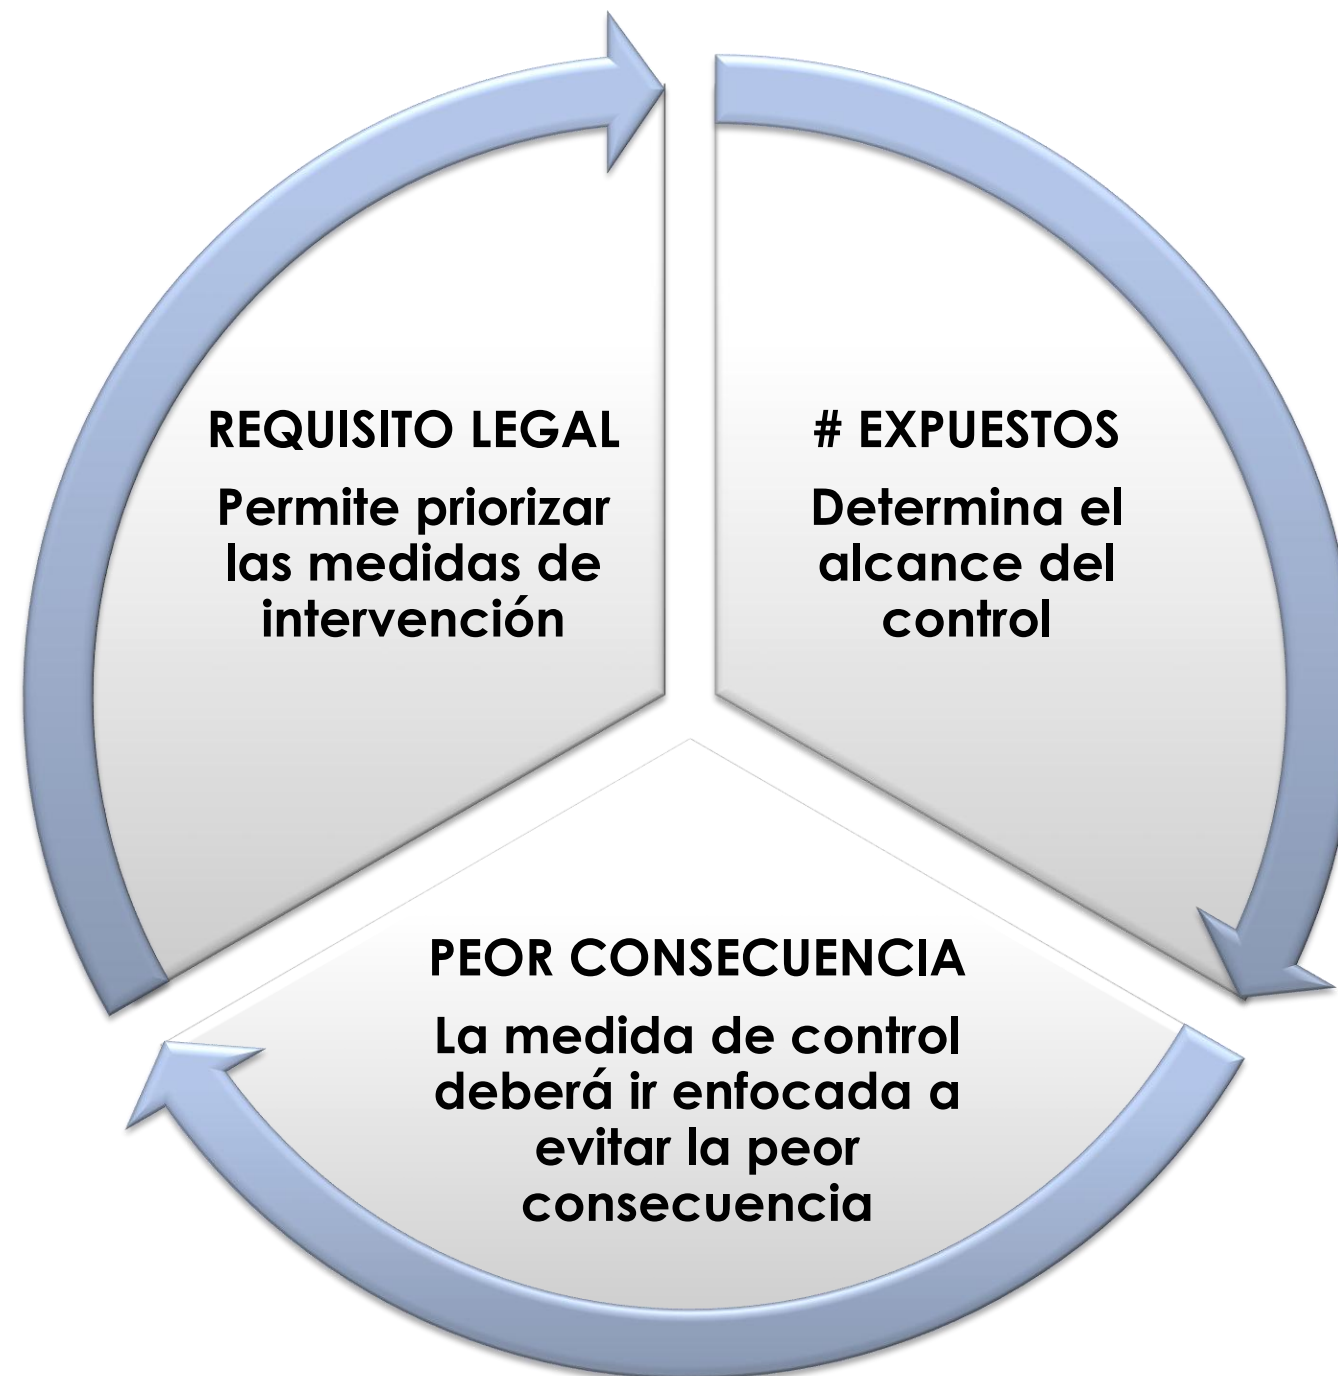 REQUISITO LEGAL
Permite priorizar
las medidas de
intervención
# EXPUESTOS
Determina el
alcance del
control
PEOR CONSECUENCIA
La medida de control
deberá ir enfocada a
evitar la peor
consecuencia